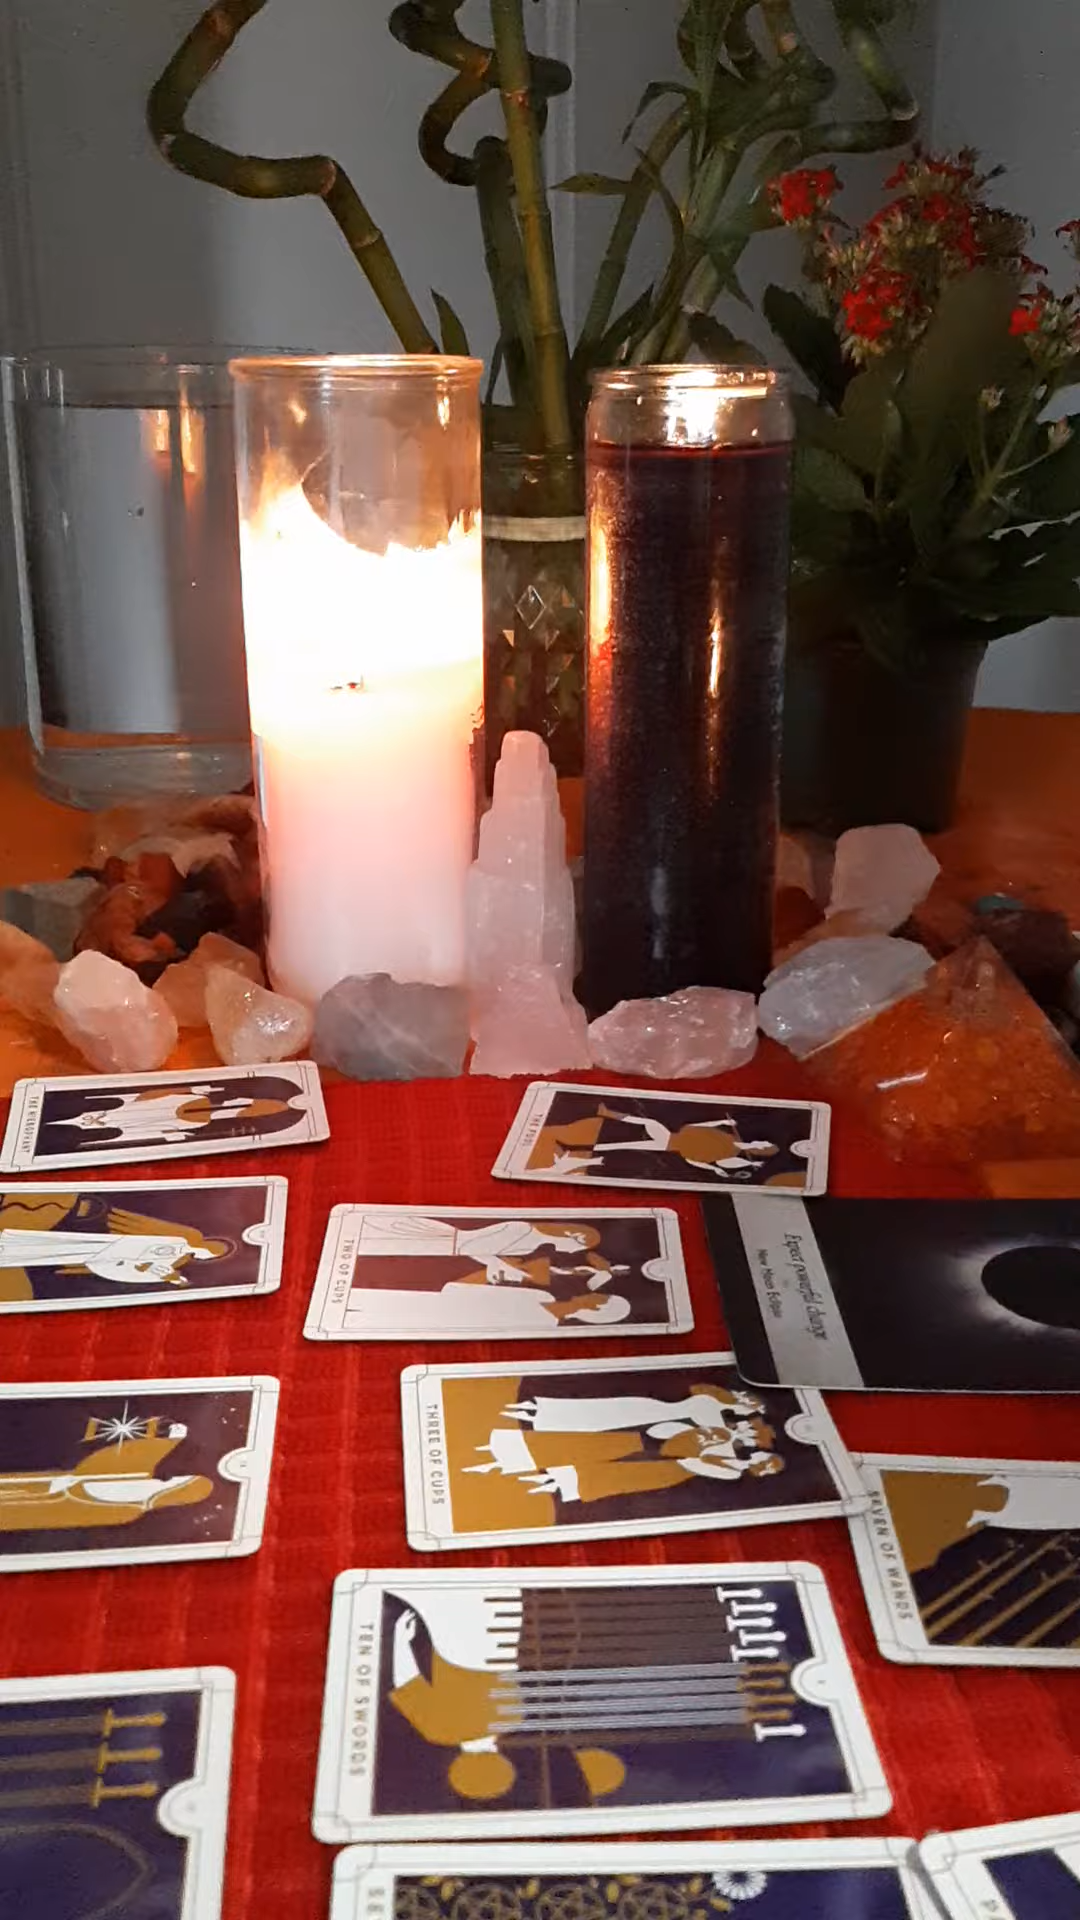 THE HIEROPHANT
THE FOOL
TWO OF CUPS
Expect powerful change
New Moon Eclipse
THREE OF CUPS
SEVEN OF WANDS
TEN OF SWORDS
SE